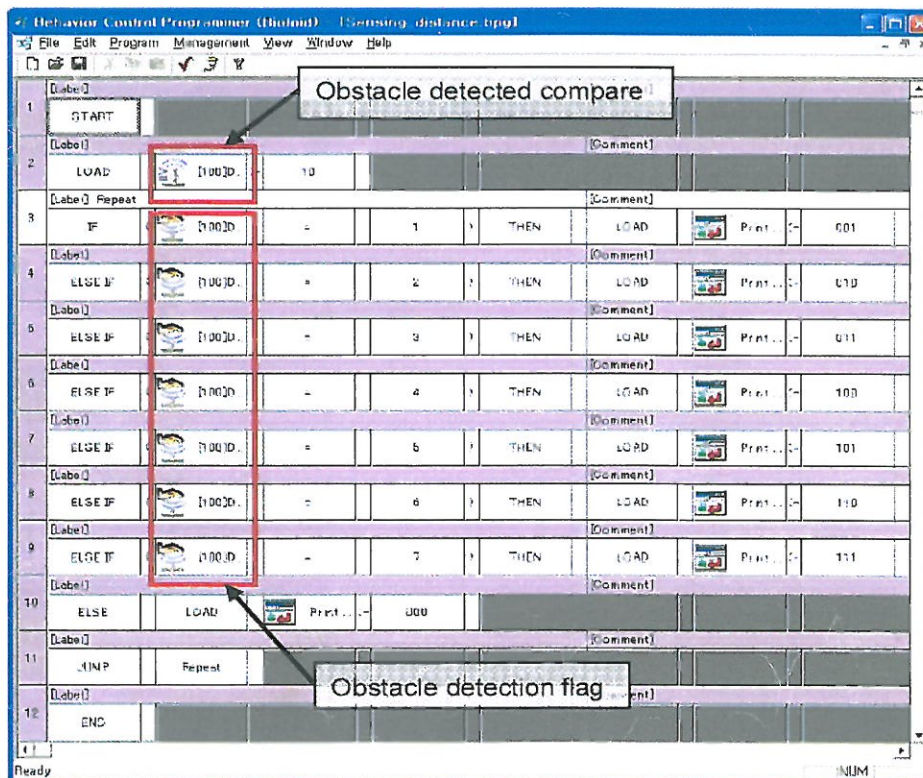 Behavior Control Programmer (Bioloid) - [Sensing_distance.bpg]
File Edit Program Management View Window Help
[Label]
1 START
Obstacle detected compare
[Label] [Comment]
2 LOAD [100]D. 10
[Label] Repeat [Comment]
3 IF ( [100]D. = 1 ) THEN LOAD Print... 001
[Label] [Comment]
4 ELSE IF ( [100]D. = 2 ) THEN LOAD Print... 010
[Label] [Comment]
5 ELSE IF ( [100]D. = 3 ) THEN LOAD Print... 011
[Label] [Comment]
6 ELSE IF ( [100]D. = 4 ) THEN LOAD Print... 100
[Label] [Comment]
7 ELSE IF ( [100]D. = 5 ) THEN LOAD Print... 101
[Label] [Comment]
8 ELSE IF ( [100]D. = 6 ) THEN LOAD Print... 110
[Label] [Comment]
9 ELSE IF ( [100]D. = 7 ) THEN LOAD Print... 111
[Label] [Comment]
10 ELSE LOAD Print... 000
[Label] [Comment]
11 JUMP Repeat
Obstacle detection flag
[Label]
12 END
Ready NUM